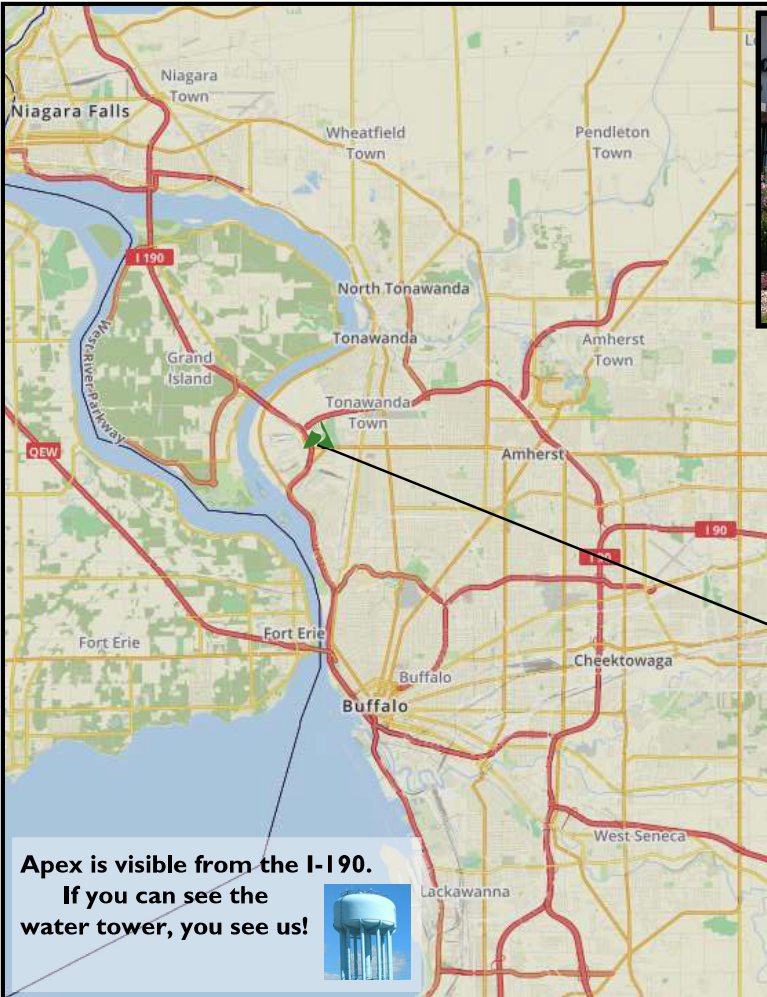 Niagara
Town
Niagara Falls
Wheatfield
Town
Pendleton
Town
I 190
North Tonawanda
Tonawanda
Amherst
Town
West River Parkway
Grand
Island
Tonawanda
Town
QEW
Amherst
I 90
Fort Erie
Fort Erie
Cheektowaga
Buffalo
Buffalo
West Seneca
Lackawanna
Apex is visible from the I-190.
If you can see the
water tower, you see us!